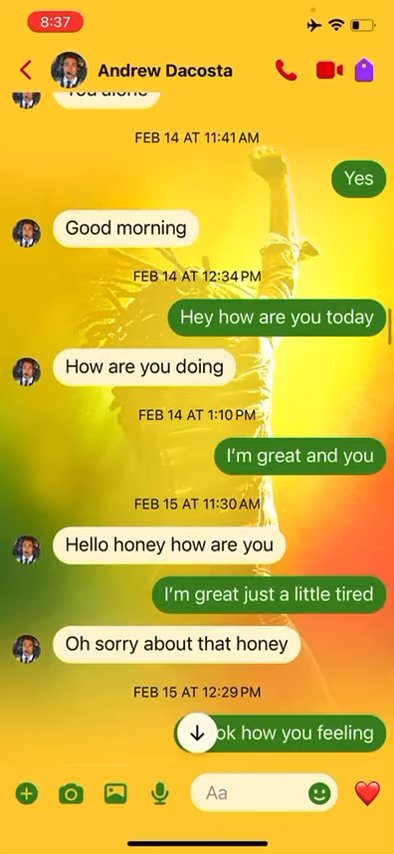 8:37
Andrew Dacosta
You alone
FEB 14 AT 11:41 AM
Yes
Good morning
FEB 14 AT 12:34 PM
Hey how are you today
How are you doing
FEB 14 AT 1:10 PM
I'm great and you
FEB 15 AT 11:30 AM
Hello honey how are you
I'm great just a little tired
Oh sorry about that honey
FEB 15 AT 12:29 PM
ok how you feeling
Aa